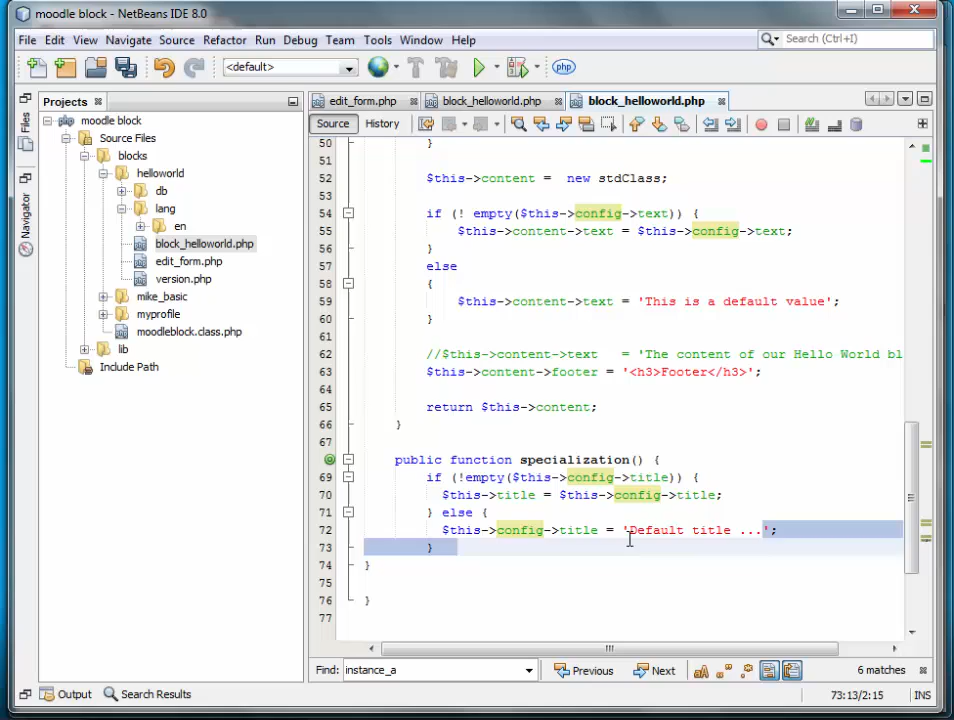 moodle block - NetBeans IDE 8.0
File Edit View Navigate Source Refactor Run Debug Team Tools Window Help
Search (Ctrl+I)
<default>
php
Projects
edit_form.php
block_helloworld.php
block_helloworld.php
Files
Navigator
moodle block
Source Files
blocks
helloworld
db
lang
en
block_helloworld.php
edit_form.php
version.php
mike_basic
myprofile
moodleblock.class.php
lib
Include Path
Source History
50 }
51
52 $this->content =  new stdClass;
53
54 if (! empty($this->config->text)) {
55 $this->content->text = $this->config->text;
56 }
57 else
58 {
59 $this->content->text = 'This is a default value';
60 }
61
62 //$this->content->text   = 'The content of our Hello World bl
63 $this->content->footer = '<h3>Footer</h3>';
64
65 return $this->content;
66 }
67
public function specialization() {
69 if (!empty($this->config->title)) {
70 $this->title = $this->config->title;
71 } else {
72 $this->config->title = 'Default title ...';
73 }
74 }
75
76 }
77
Find: instance_a Previous Next 6 matches
Output Search Results 73:13/2:15 INS